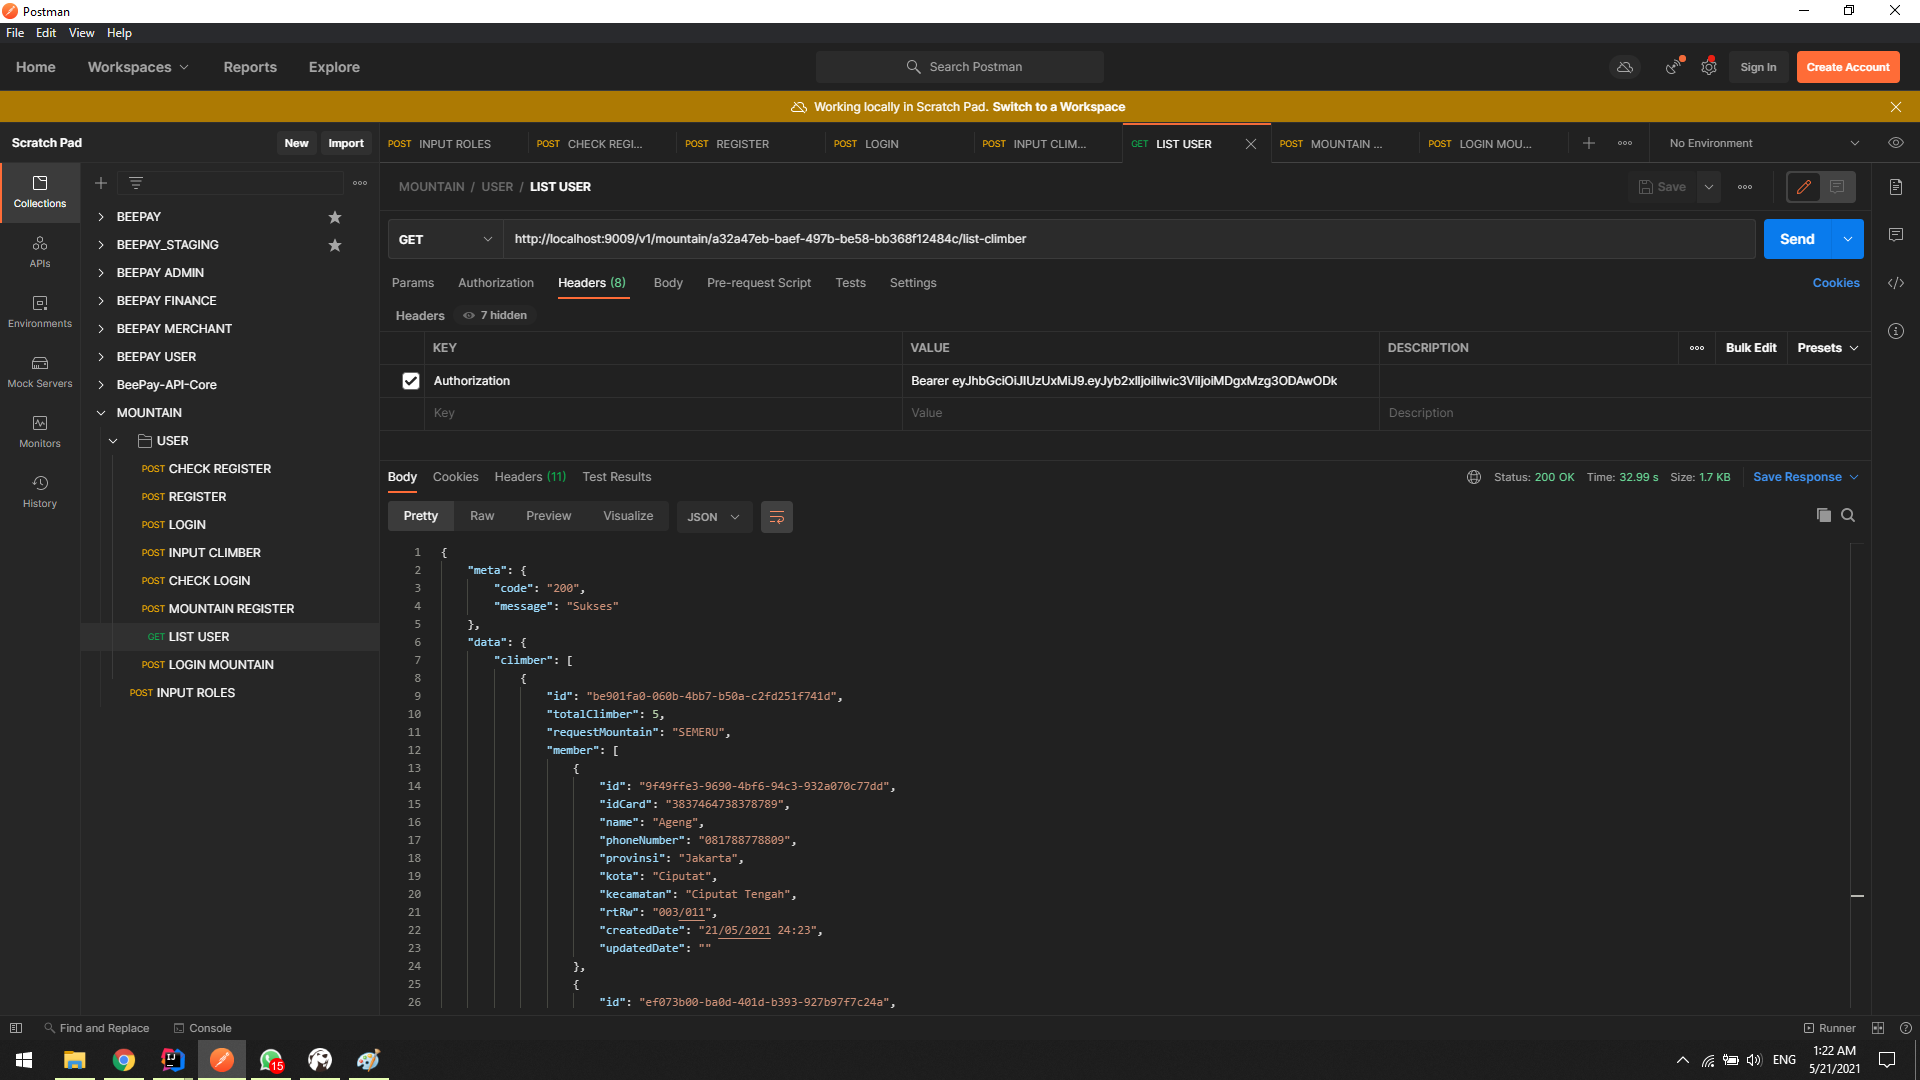 Postman
File Edit View Help
Home Workspaces Reports Explore Search Postman Sign In Create Account
Working locally in Scratch Pad. Switch to a Workspace
Scratch Pad New Import
POST INPUT ROLES POST CHECK REGI... POST REGISTER POST LOGIN POST INPUT CLIM... GET LIST USER POST MOUNTAIN ... POST LOGIN MOU... No Environment
Collections
APIs
Environments
Mock Servers
Monitors
History
BEEPAY
BEEPAY_STAGING
BEEPAY ADMIN
BEEPAY FINANCE
BEEPAY MERCHANT
BEEPAY USER
BeePay-API-Core
MOUNTAIN
USER
POST CHECK REGISTER
POST REGISTER
POST LOGIN
POST INPUT CLIMBER
POST CHECK LOGIN
POST MOUNTAIN REGISTER
GET LIST USER
POST LOGIN MOUNTAIN
POST INPUT ROLES
MOUNTAIN / USER / LIST USER Save
GET http://localhost:9009/v1/mountain/a32a47eb-baef-497b-be58-bb368f12484c/list-climber Send
Params Authorization Headers (8) Body Pre-request Script Tests Settings Cookies
Headers 7 hidden
KEY VALUE DESCRIPTION Bulk Edit Presets
Authorization Bearer eyJhbGciOiJIUzUxMiJ9.eyJyb2xlIjoiIiwic3ViIjoiMDgxMzg3ODAwODk
Key Value Description
Body Cookies Headers (11) Test Results Status: 200 OK Time: 32.99 s Size: 1.7 KB Save Response
Pretty Raw Preview Visualize JSON
1 {
2 "meta": {
3 "code": "200",
4 "message": "Sukses"
5 },
6 "data": {
7 "climber": [
8 {
9 "id": "be901fa0-060b-4bb7-b50a-c2fd251f741d",
10 "totalClimber": 5,
11 "requestMountain": "SEMERU",
12 "member": [
13 {
14 "id": "9f49ffe3-9690-4bf6-94c3-932a070c77dd",
15 "idCard": "3837464738378789",
16 "name": "Ageng",
17 "phoneNumber": "081788778809",
18 "provinsi": "Jakarta",
19 "kota": "Ciputat",
20 "kecamatan": "Ciputat Tengah",
21 "rtRw": "003/011",
22 "createdDate": "21/05/2021 24:23",
23 "updatedDate": ""
24 },
25 {
26 "id": "ef073b00-ba0d-401d-b393-927b97f7c24a",
Find and Replace Console Runner
15 ENG 1:22 AM
5/21/2021